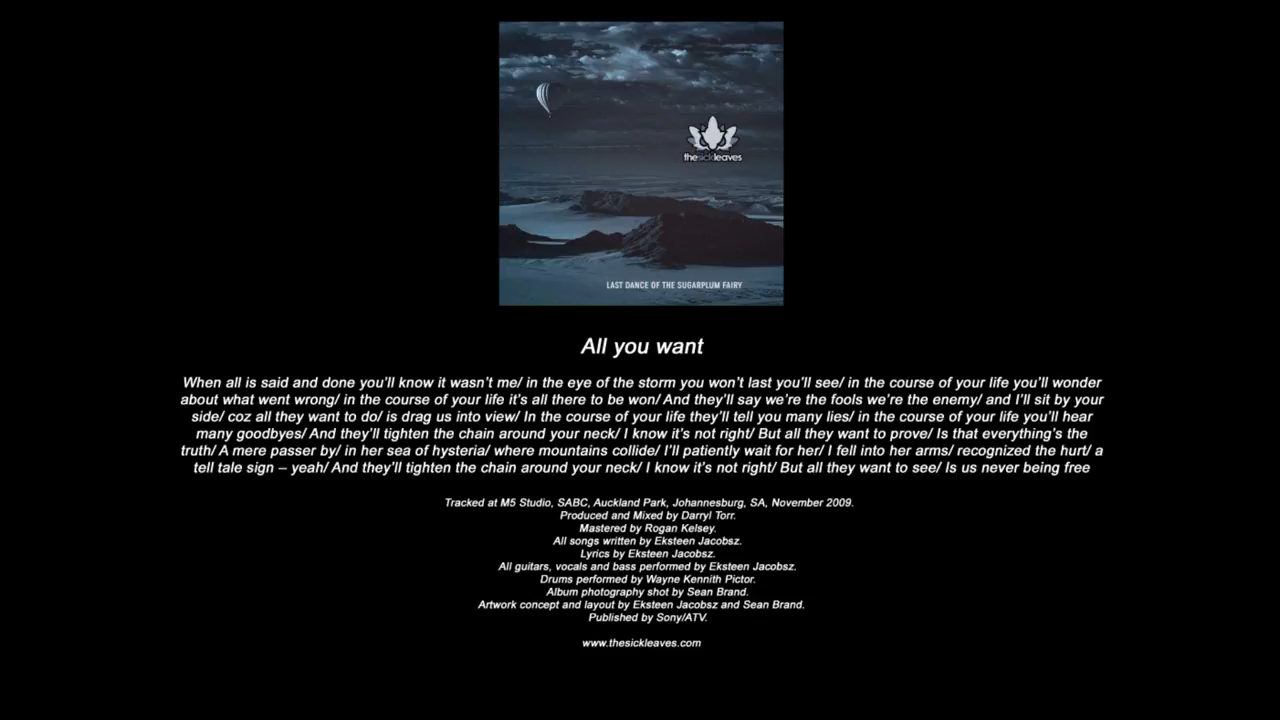 thesickleaves
LAST DANCE OF THE SUGARPLUM FAIRY
All you want
When all is said and done you'll know it wasn't me/ in the eye of the storm you won't last you'll see/ in the course of your life you'll wonder
about what went wrong/ in the course of your life it's all there to be won/ And they'll say we're the fools we're the enemy/ and I'll sit by your
side/ coz all they want to do/ is drag us into view/ In the course of your life they'll tell you many lies/ in the course of your life you'll hear
many goodbyes/ And they'll tighten the chain around your neck/ I know it's not right/ But all they want to prove/ Is that everything's the
truth/ A mere passer by/ in her sea of hysteria/ where mountains collide/ I'll patiently wait for her/ I fell into her arms/ recognized the hurt/ a
tell tale sign – yeah/ And they'll tighten the chain around your neck/ I know it's not right/ But all they want to see/ Is us never being free
Tracked at M5 Studio, SABC, Auckland Park, Johannesburg, SA, November 2009.
Produced and Mixed by Darryl Torr.
Mastered by Rogan Kelsey.
All songs written by Eksteen Jacobsz.
Lyrics by Eksteen Jacobsz.
All guitars, vocals and bass performed by Eksteen Jacobsz.
Drums performed by Wayne Kennith Pictor.
Album photography shot by Sean Brand.
Artwork concept and layout by Eksteen Jacobsz and Sean Brand.
Published by Sony/ATV.
www.thesickleaves.com